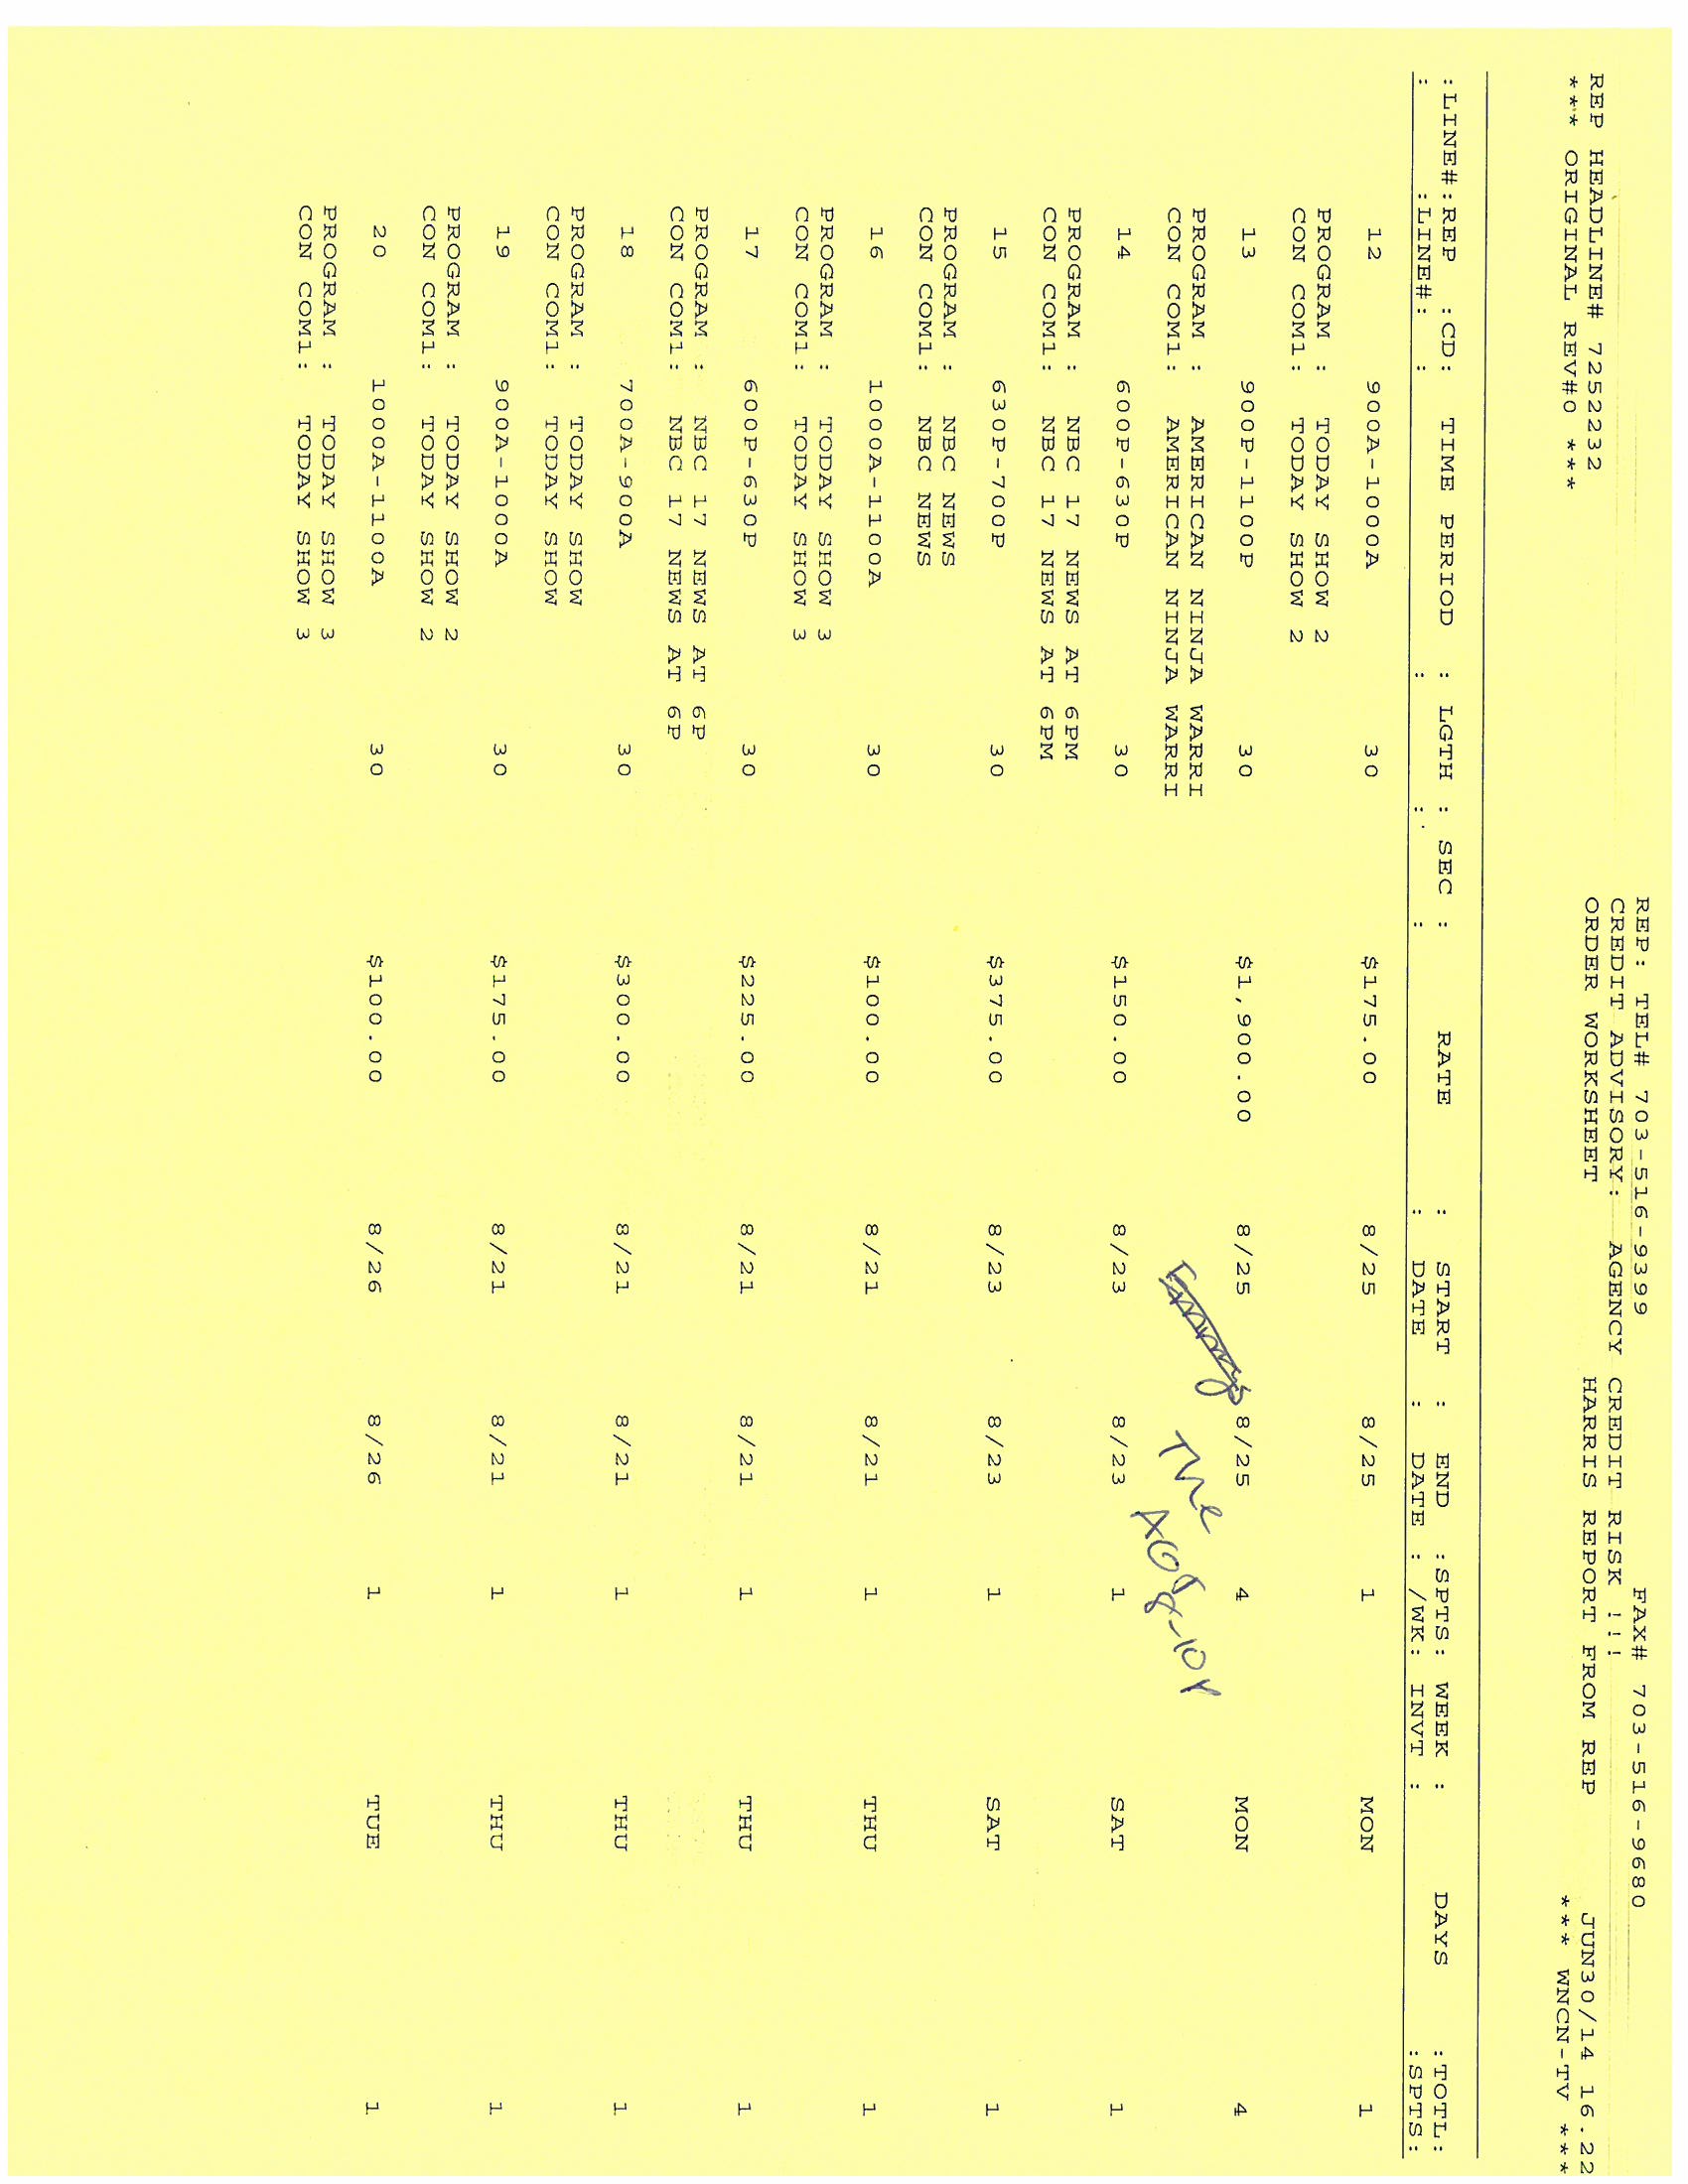 REP: TEL# 703-516-9399 FAX# 703-516-9680
CREDIT ADVISORY: AGENCY CREDIT RISK !!!
REP HEADLINE# 7252232 ORDER WORKSHEET HARRIS REPORT FROM REP JUN30/14 16.22
*** ORIGINAL REV#0 *** *** WNCN-TV ***
:LINE#:REP :CD: TIME PERIOD : LGTH : SEC : RATE : START : END :SPTS: WEEK : DAYS :TOTL:
: :LINE#: : : : : : DATE : DATE : /WK: INVT : :SPTS:
12 900A-1000A 30 $175.00 8/25 8/25 1 MON 1
PROGRAM : TODAY SHOW 2
CON COM1: TODAY SHOW 2
13 900P-1100P 30 $1,900.00 8/25 8/25 4 MON 4
PROGRAM : AMERICAN NINJA WARRI
CON COM1: AMERICAN NINJA WARRI
The
14 600P-630P 30 $150.00 8/23 8/23 1 SAT 1
PROGRAM : NBC 17 NEWS AT 6PM
CON COM1: NBC 17 NEWS AT 6PM
15 630P-700P 30 $375.00 8/23 8/23 1 SAT 1
PROGRAM : NBC NEWS
CON COM1: NBC NEWS
16 1000A-1100A 30 $100.00 8/21 8/21 1 THU 1
PROGRAM : TODAY SHOW 3
CON COM1: TODAY SHOW 3
17 600P-630P 30 $225.00 8/21 8/21 1 THU 1
PROGRAM : NBC 17 NEWS AT 6P
CON COM1: NBC 17 NEWS AT 6P
18 700A-900A 30 $300.00 8/21 8/21 1 THU 1
PROGRAM : TODAY SHOW
CON COM1: TODAY SHOW
19 900A-1000A 30 $175.00 8/21 8/21 1 THU 1
PROGRAM : TODAY SHOW 2
CON COM1: TODAY SHOW 2
20 1000A-1100A 30 $100.00 8/26 8/26 1 TUE 1
PROGRAM : TODAY SHOW 3
CON COM1: TODAY SHOW 3